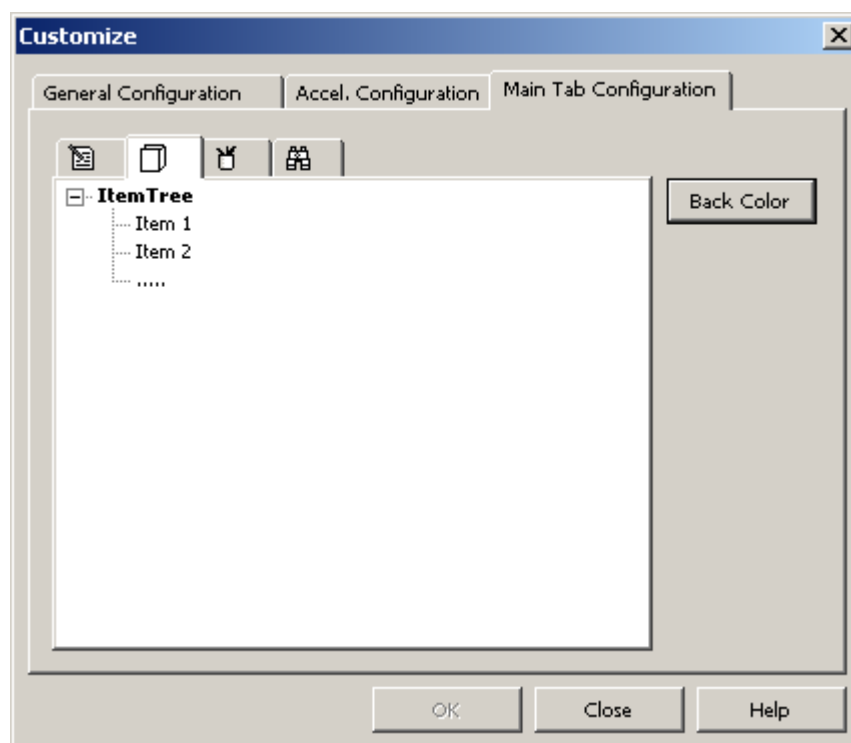 Customize
General Configuration
Accel. Configuration
Main Tab Configuration
ItemTree
Item 1
Item 2
.....
Back Color
OK
Close
Help